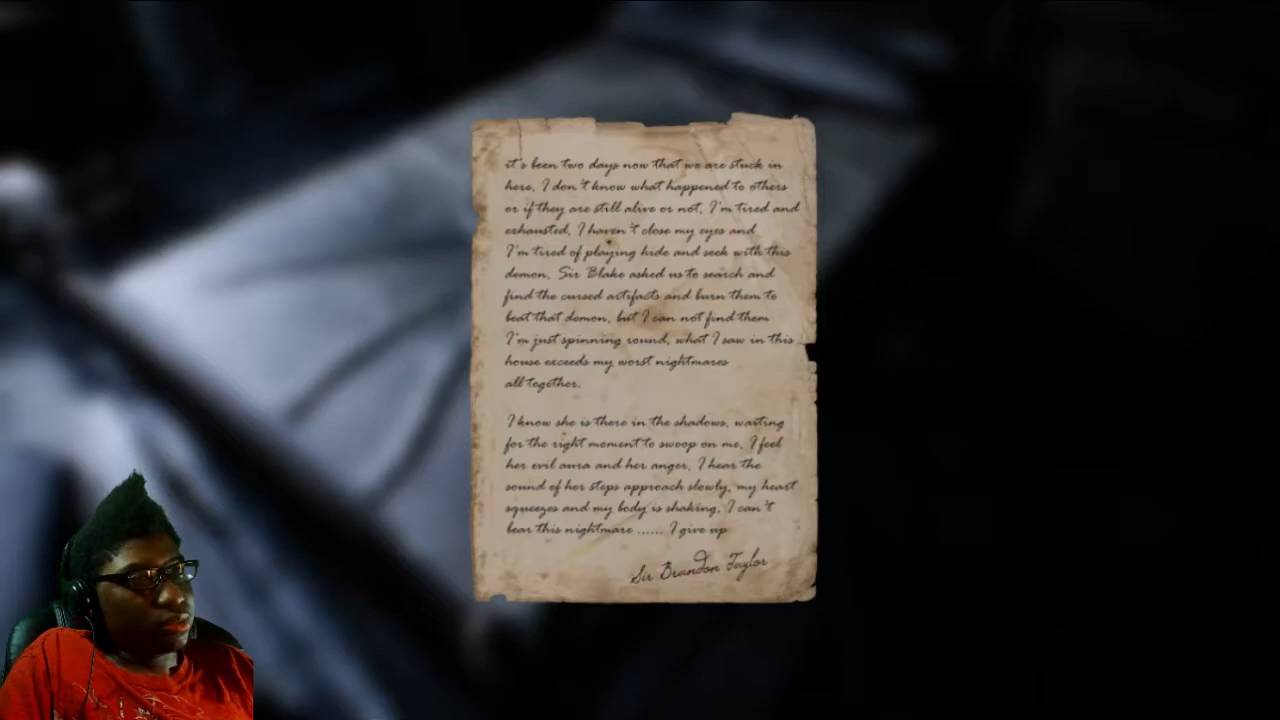 it's been two days now that we are stuck in
here, I don't know what happened to others
or if they are still alive or not, I'm tired and
exhausted, I haven't close my eyes and
I'm tired of playing hide and seek with this
demon, Sir Blake asked us to search and
find the cursed artifacts and burn them to
beat that demon, but I can not find them
I'm just spinning round, what I saw in this
house exceeds my worst nightmares
all together.
I know she is there in the shadows, waiting
for the right moment to swoop on me, I feel
her evil aura and her anger, I hear the
sound of her steps approach slowly, my heart
squeezes and my body is shaking, I can't
bear this nightmare ...... I give up
Sir Brandon Taylor